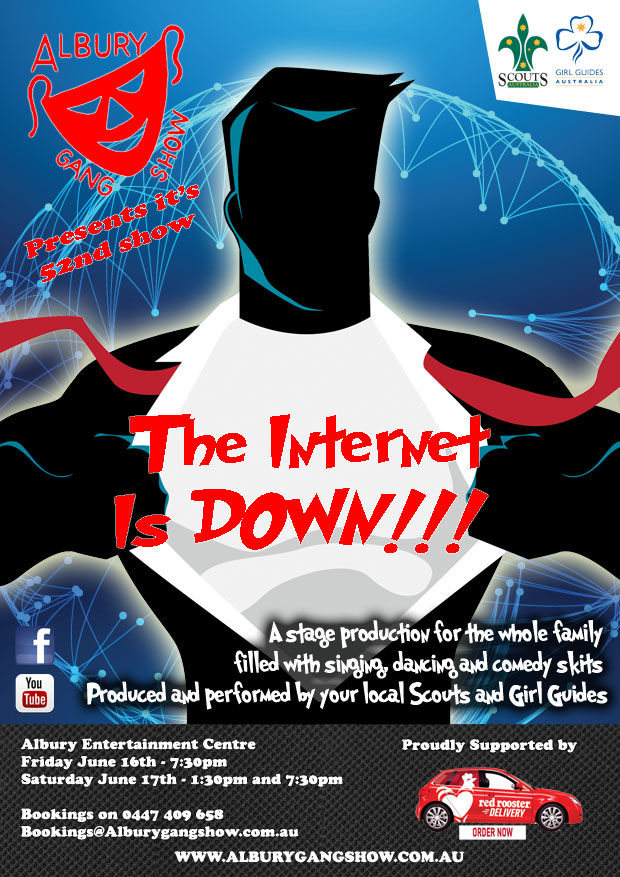 ALBURY
GANG SHOW
Presents it's
52nd show
SCOUTS
AUSTRALIA
GIRL GUIDES
AUSTRALIA
The Internet
Is DOWN!!!
A stage production for the whole family
filled with singing, dancing and comedy skits
Produced and performed by your local Scouts and Girl Guides
f
You
Tube
Albury Entertainment Centre
Friday June 16th - 7:30pm
Saturday June 17th - 1:30pm and 7:30pm
Bookings on 0447 409 658
Bookings@Alburygangshow.com.au
Proudly Supported by
red rooster
DELIVERY
ORDER NOW
WWW.ALBURYGANGSHOW.COM.AU